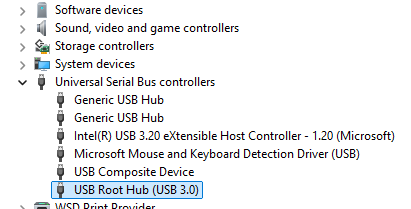 Software devices
Sound, video and game controllers
Storage controllers
System devices
Universal Serial Bus controllers
Generic USB Hub
Generic USB Hub
Intel(R) USB 3.20 eXtensible Host Controller - 1.20 (Microsoft)
Microsoft Mouse and Keyboard Detection Driver (USB)
USB Composite Device
USB Root Hub (USB 3.0)
WSD Print Provider